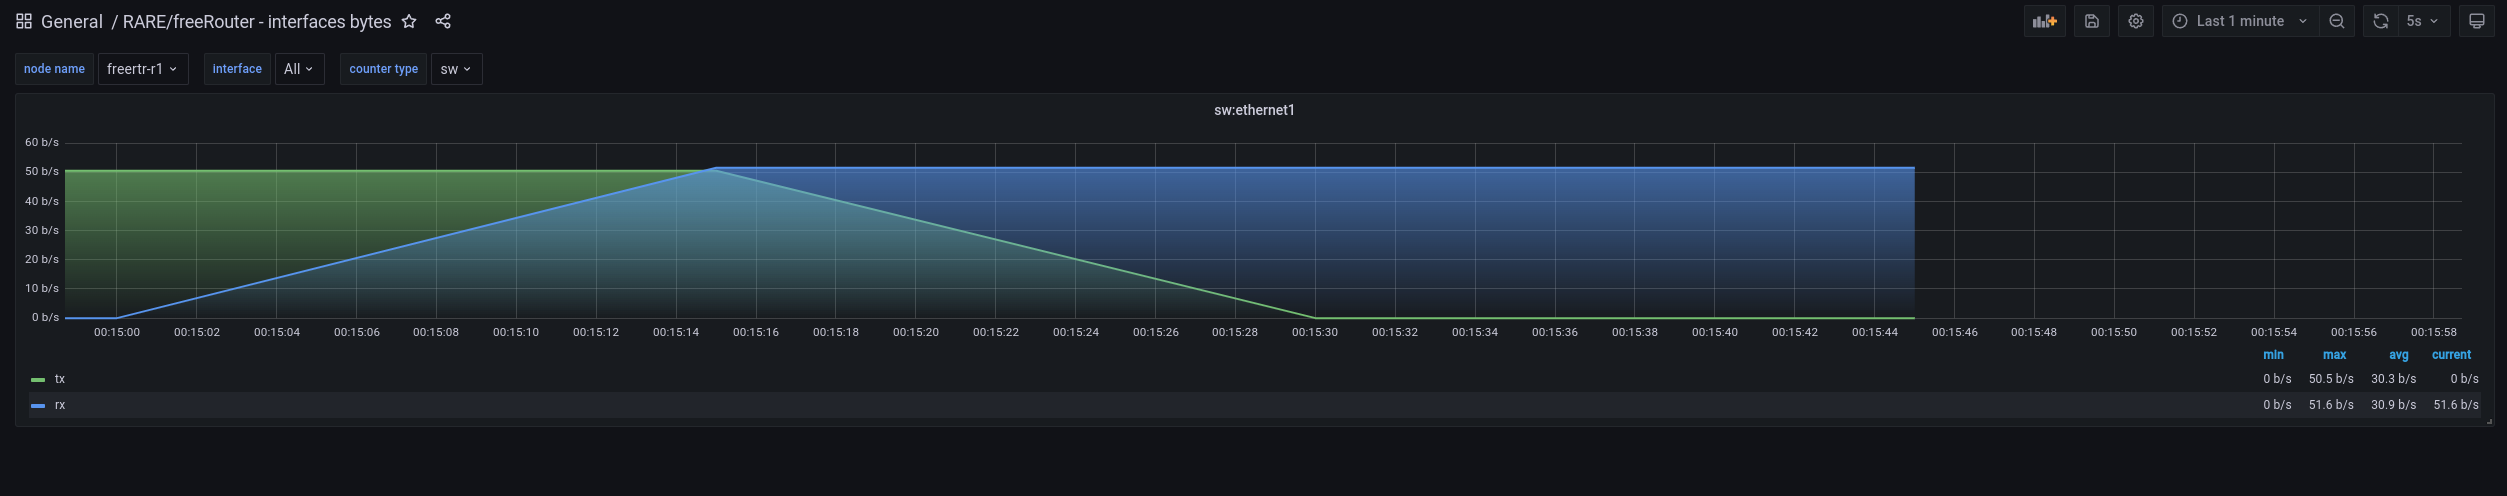 General / RARE/freeRouter - interfaces bytes
Last 1 minute 5s
node name freertr-r1 interface All counter type sw
sw:ethernet1
60 b/s
50 b/s
40 b/s
30 b/s
20 b/s
10 b/s
0 b/s
00:15:00 00:15:02 00:15:04 00:15:06 00:15:08 00:15:10 00:15:12 00:15:14 00:15:16 00:15:18 00:15:20 00:15:22 00:15:24 00:15:26 00:15:28 00:15:30 00:15:32 00:15:34 00:15:36 00:15:38 00:15:40 00:15:42 00:15:44 00:15:46 00:15:48 00:15:50 00:15:52 00:15:54 00:15:56 00:15:58
min max avg current
tx 0 b/s 50.5 b/s 30.3 b/s 0 b/s
rx 0 b/s 51.6 b/s 30.9 b/s 51.6 b/s